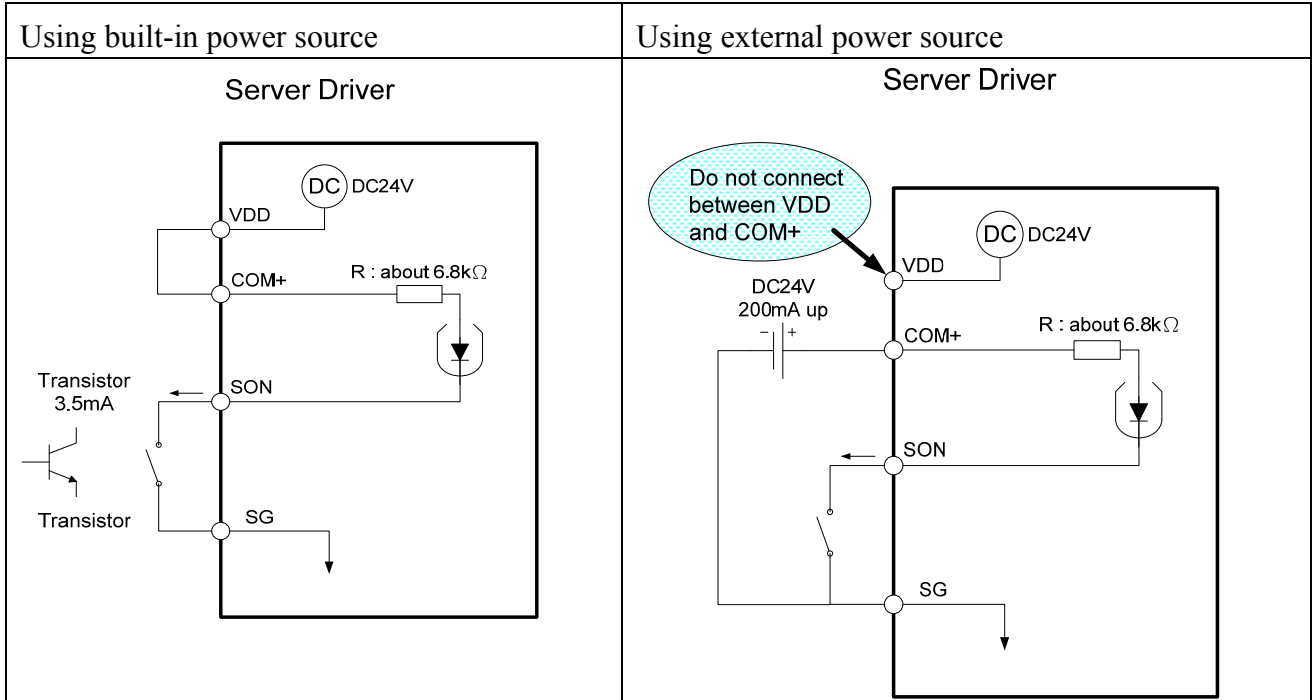 Using built-in power source
Server Driver
DC
DC24V
VDD
COM+
R : about 6.8kΩ
SON
Transistor
3.5mA
Transistor
SG
Using external power source
Server Driver
Do not connect
between VDD
and COM+
DC
DC24V
VDD
DC24V
200mA up
- +
COM+
R : about 6.8kΩ
SON
SG